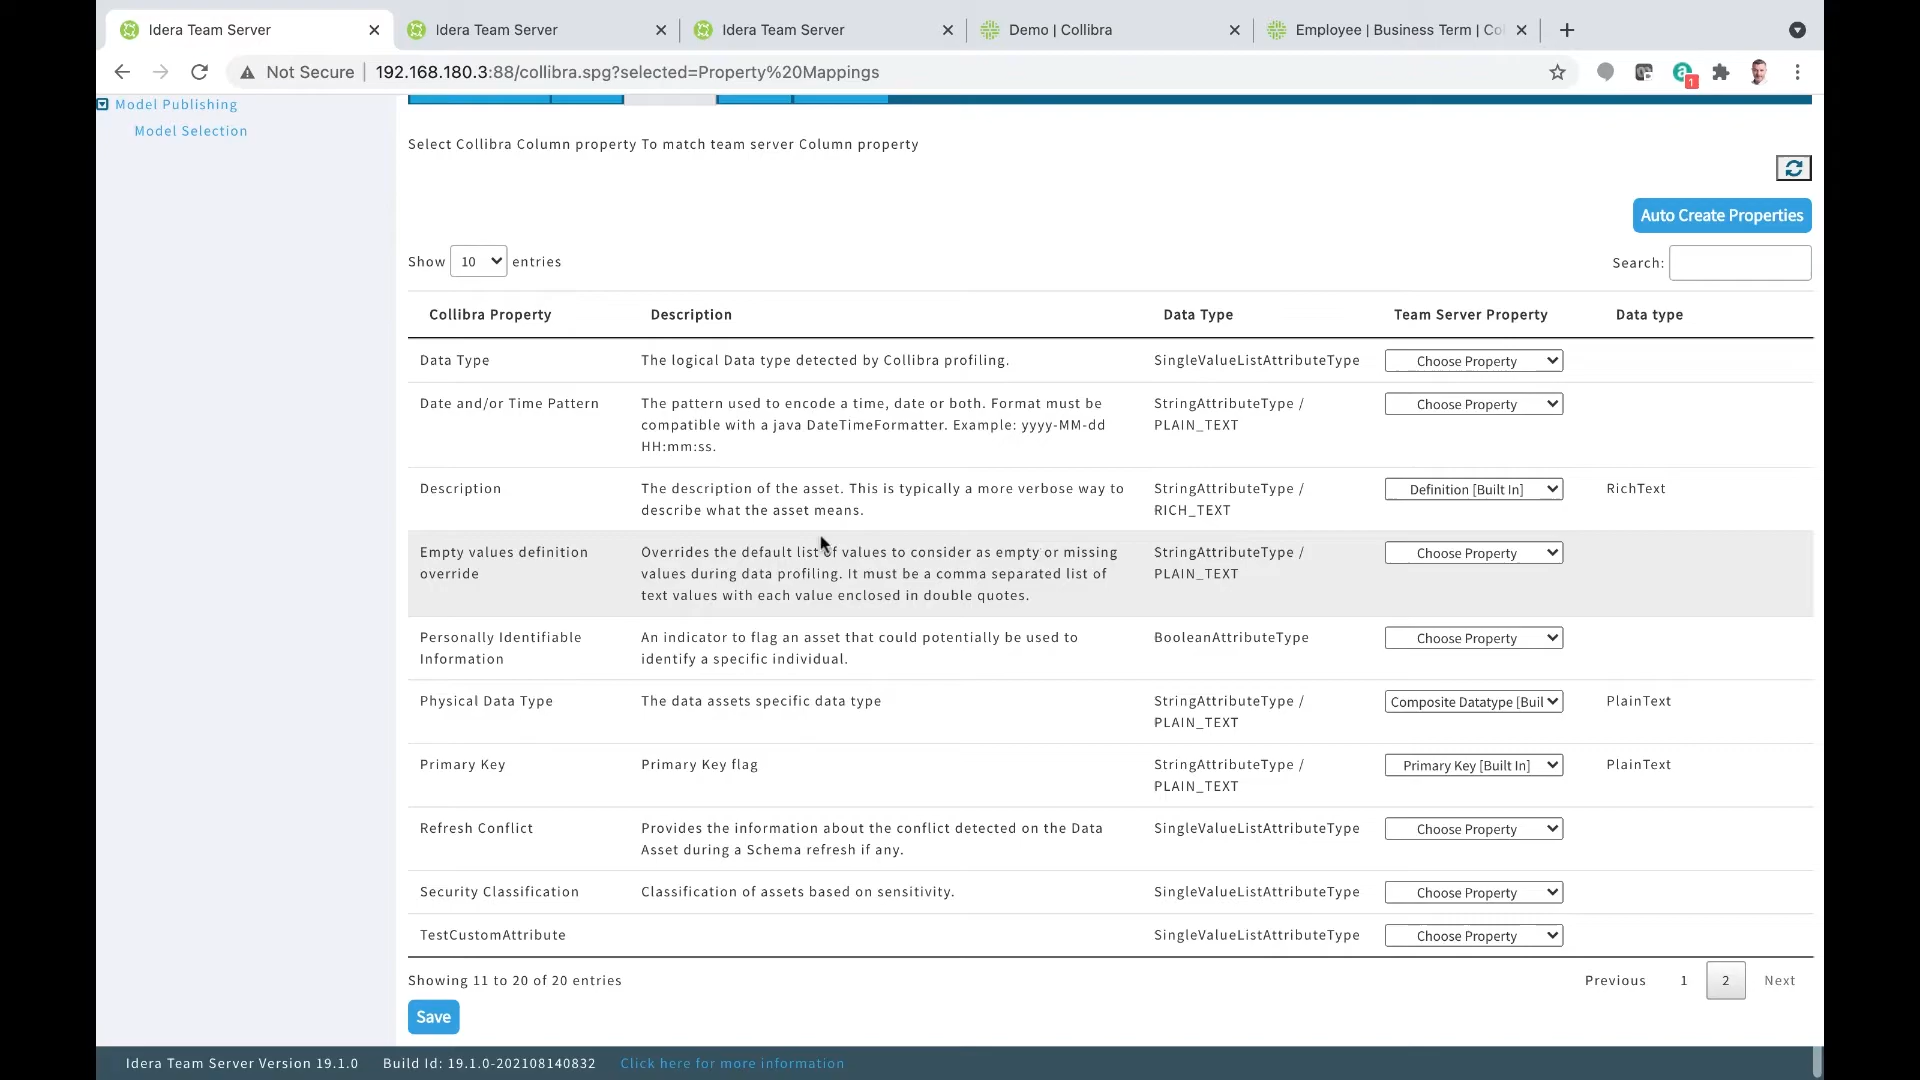 Idera Team Server
Idera Team Server
Idera Team Server
Demo | Collibra
Employee | Business Term | Co
Not Secure
192.168.180.3:88/collibra.spg?selected=Property%20Mappings
1
Model Publishing
Model Selection
Select Collibra Column property To match team server Column property
Auto Create Properties
Show 10 entries
Search:
Collibra Property Description Data Type Team Server Property Data type
Data Type The logical Data type detected by Collibra profiling. SingleValueListAttributeType Choose Property
Date and/or Time Pattern The pattern used to encode a time, date or both. Format must be StringAttributeType / Choose Property
compatible with a java DateTimeFormatter. Example: yyyy-MM-dd PLAIN_TEXT
HH:mm:ss.
Description The description of the asset. This is typically a more verbose way to StringAttributeType / Definition [Built In] RichText
describe what the asset means. RICH_TEXT
Empty values definition Overrides the default list of values to consider as empty or missing StringAttributeType / Choose Property
override values during data profiling. It must be a comma separated list of PLAIN_TEXT
text values with each value enclosed in double quotes.
Personally Identifiable An indicator to flag an asset that could potentially be used to BooleanAttributeType Choose Property
Information identify a specific individual.
Physical Data Type The data assets specific data type StringAttributeType / Composite Datatype [Buil PlainText
PLAIN_TEXT
Primary Key Primary Key flag StringAttributeType / Primary Key [Built In] PlainText
PLAIN_TEXT
Refresh Conflict Provides the information about the conflict detected on the Data SingleValueListAttributeType Choose Property
Asset during a Schema refresh if any.
Security Classification Classification of assets based on sensitivity. SingleValueListAttributeType Choose Property
TestCustomAttribute SingleValueListAttributeType Choose Property
Showing 11 to 20 of 20 entries
Previous 1 2 Next
Save
Idera Team Server Version 19.1.0 Build Id: 19.1.0-202108140832 Click here for more information